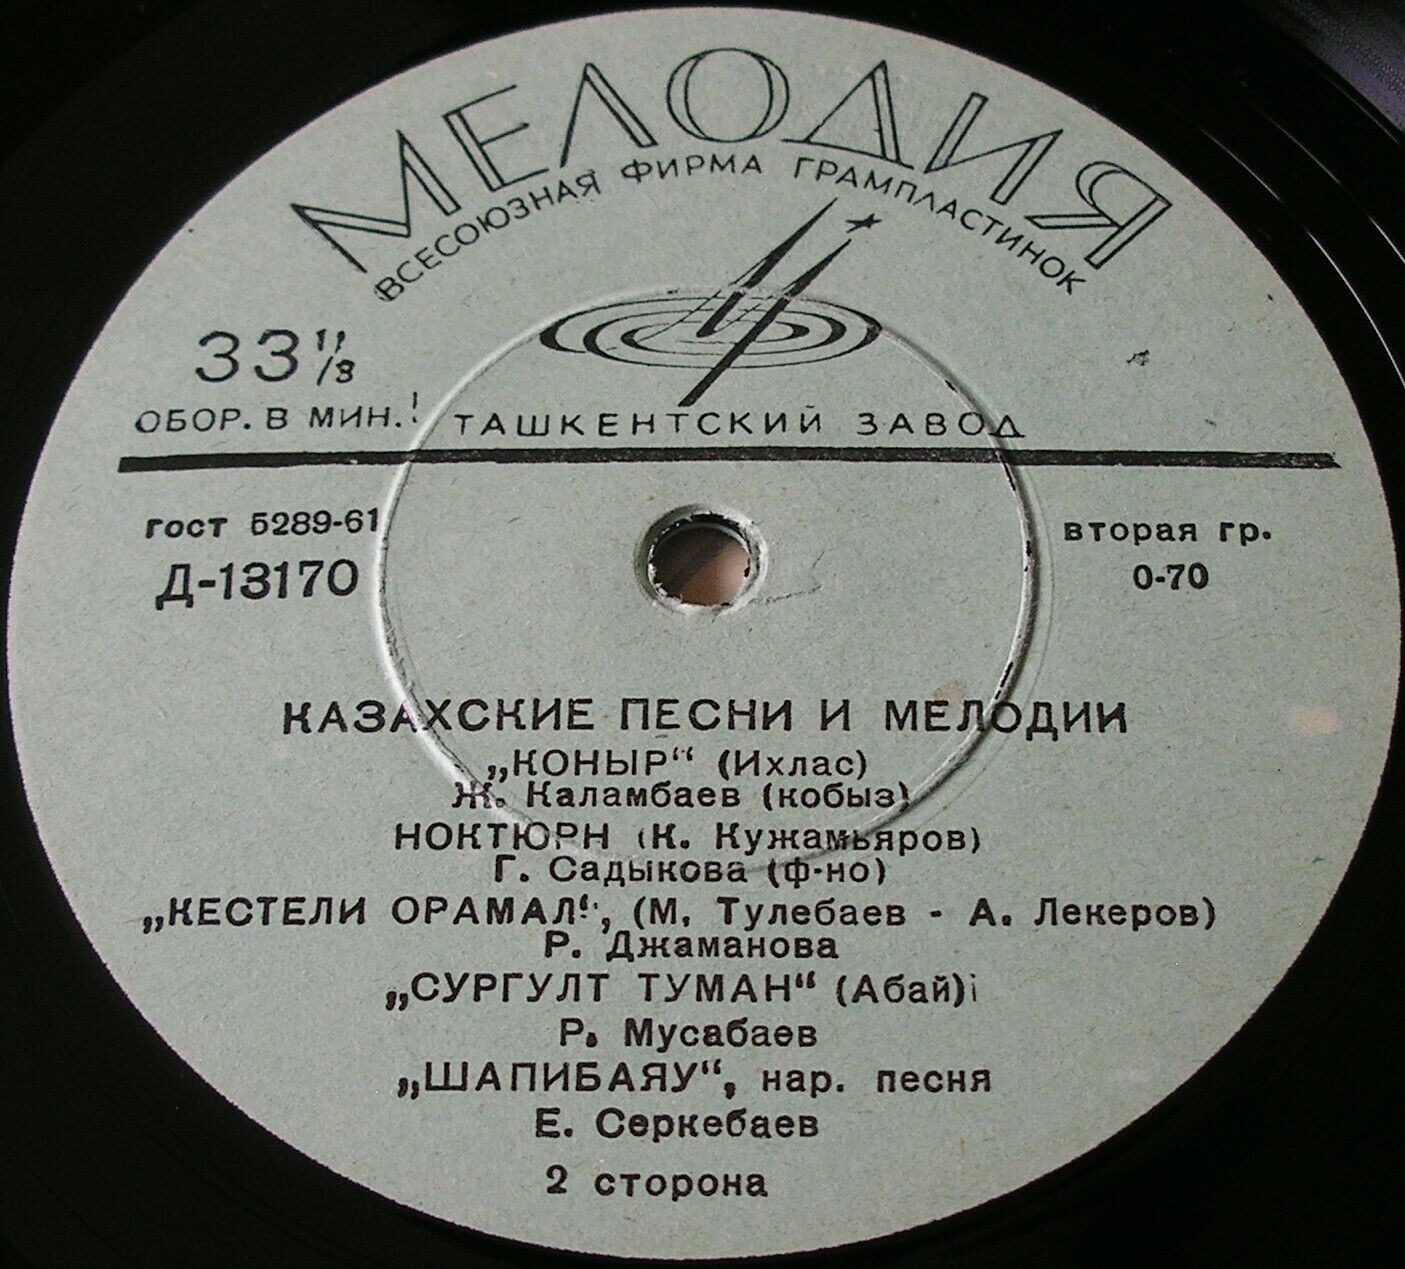 МЕЛОДИЯ
ВСЕСОЮЗНАЯ ФИРМА ГРАМПЛАСТИНОК
33 1/3
ОБОР. В МИН.
ТАШКЕНТСКИЙ ЗАВОД
гост 5289-61
вторая гр.
Д-13170
0-70
КАЗАХСКИЕ ПЕСНИ И МЕЛОДИИ
„КОНЫР“ (Ихлас)
Ж. Каламбаев (кобыз)
НОКТЮРН (К. Кужамьяров)
Г. Садыкова (ф-но)
„КЕСТЕЛИ ОРАМАЛ“, (М. Тулебаев - А. Лекеров)
Р. Джаманова
„СУРГУЛТ ТУМАН“ (Абай)
Р. Мусабаев
„ШАПИБАЯУ“, нар. песня
Е. Серкебаев
2 сторона